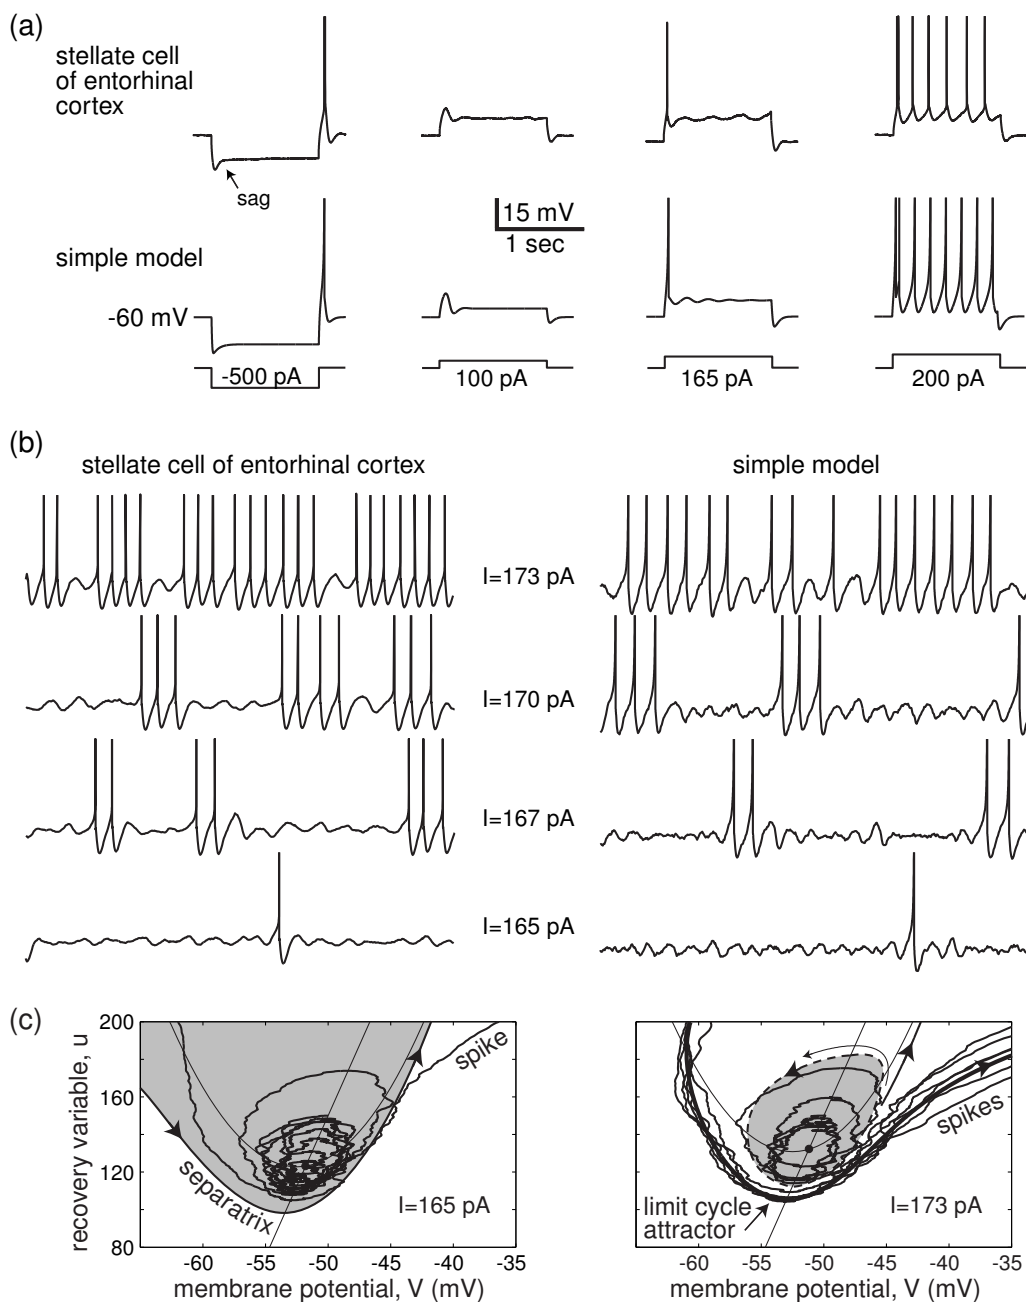 (a)
stellate cell
of entorhinal
cortex
sag
15 mV
1 sec
simple model
-60 mV
-500 pA
100 pA
165 pA
200 pA
(b)
stellate cell of entorhinal cortex
simple model
I=173 pA
I=170 pA
I=167 pA
I=165 pA
(c)
recovery variable, u
200
160
120
80
-60
-55
-50
-45
-40
-35
membrane potential, V (mV)
separatrix
spike
I=165 pA
-60
-55
-50
-45
-40
-35
membrane potential, V (mV)
spikes
limit cycle
attractor
I=173 pA